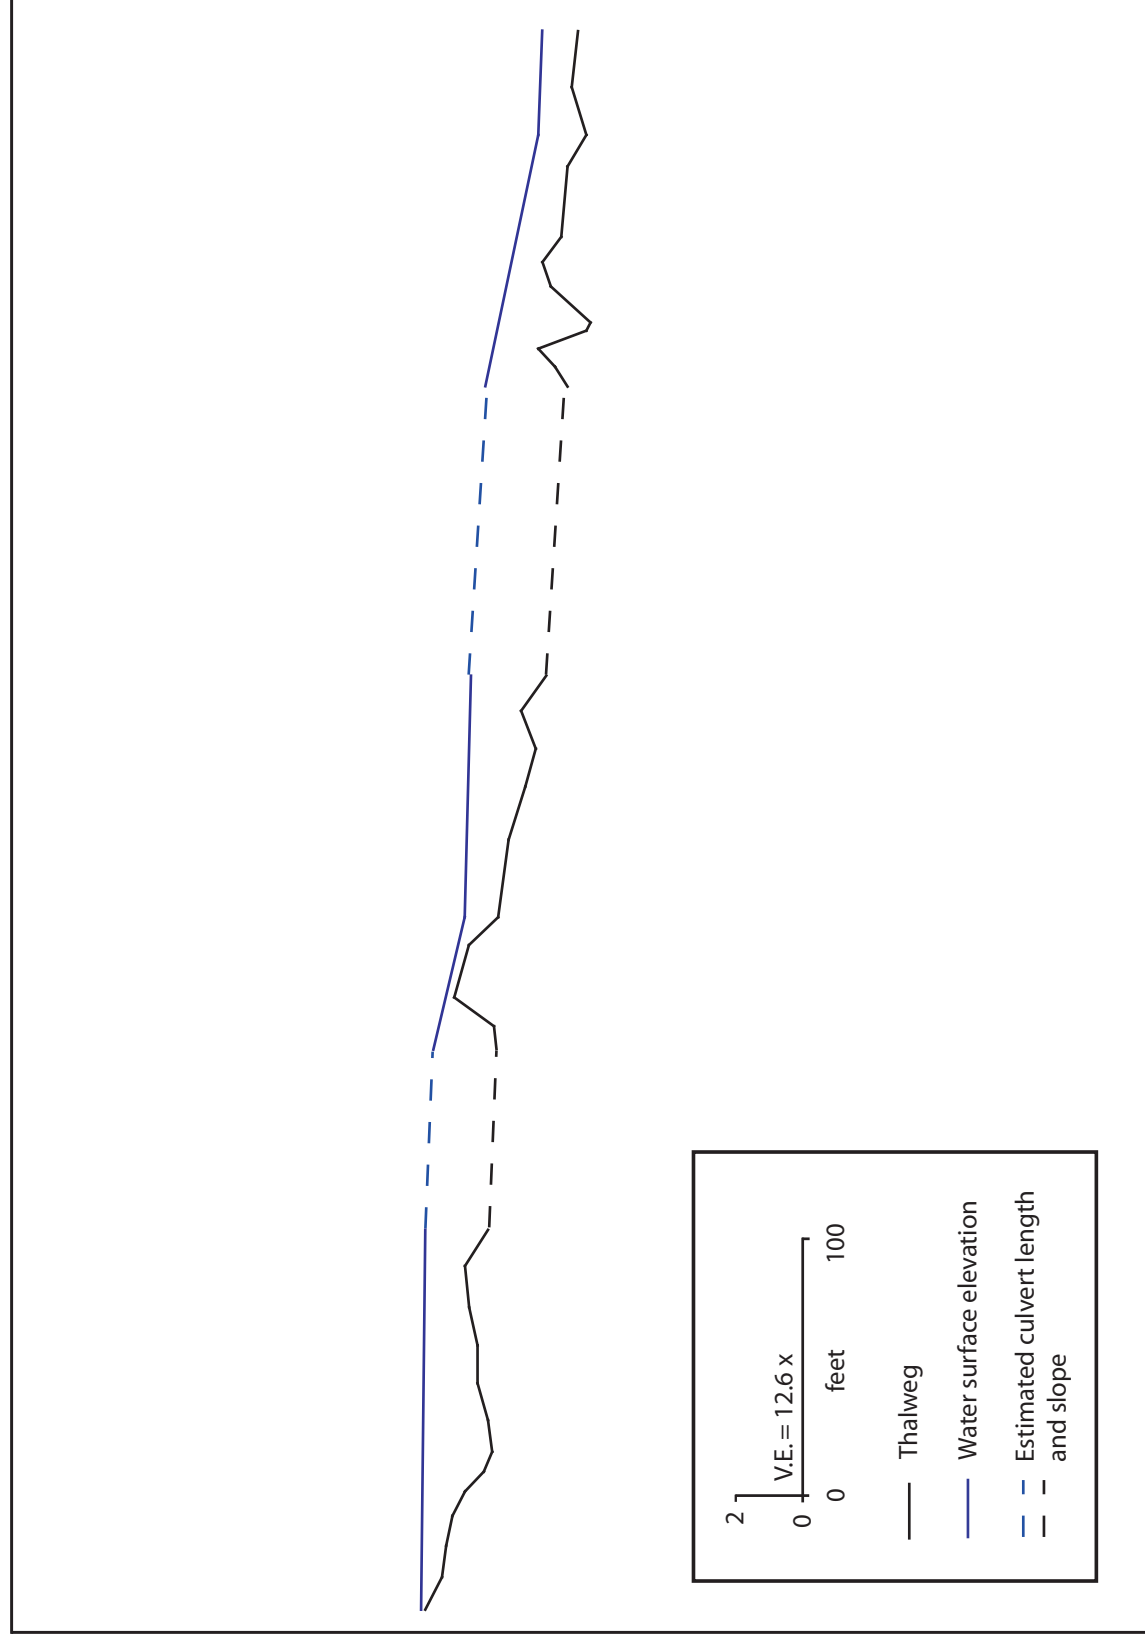 2
0
V.E. = 12.6 x
0
feet
100
Thalweg
Water surface elevation
Estimated culvert length
and slope